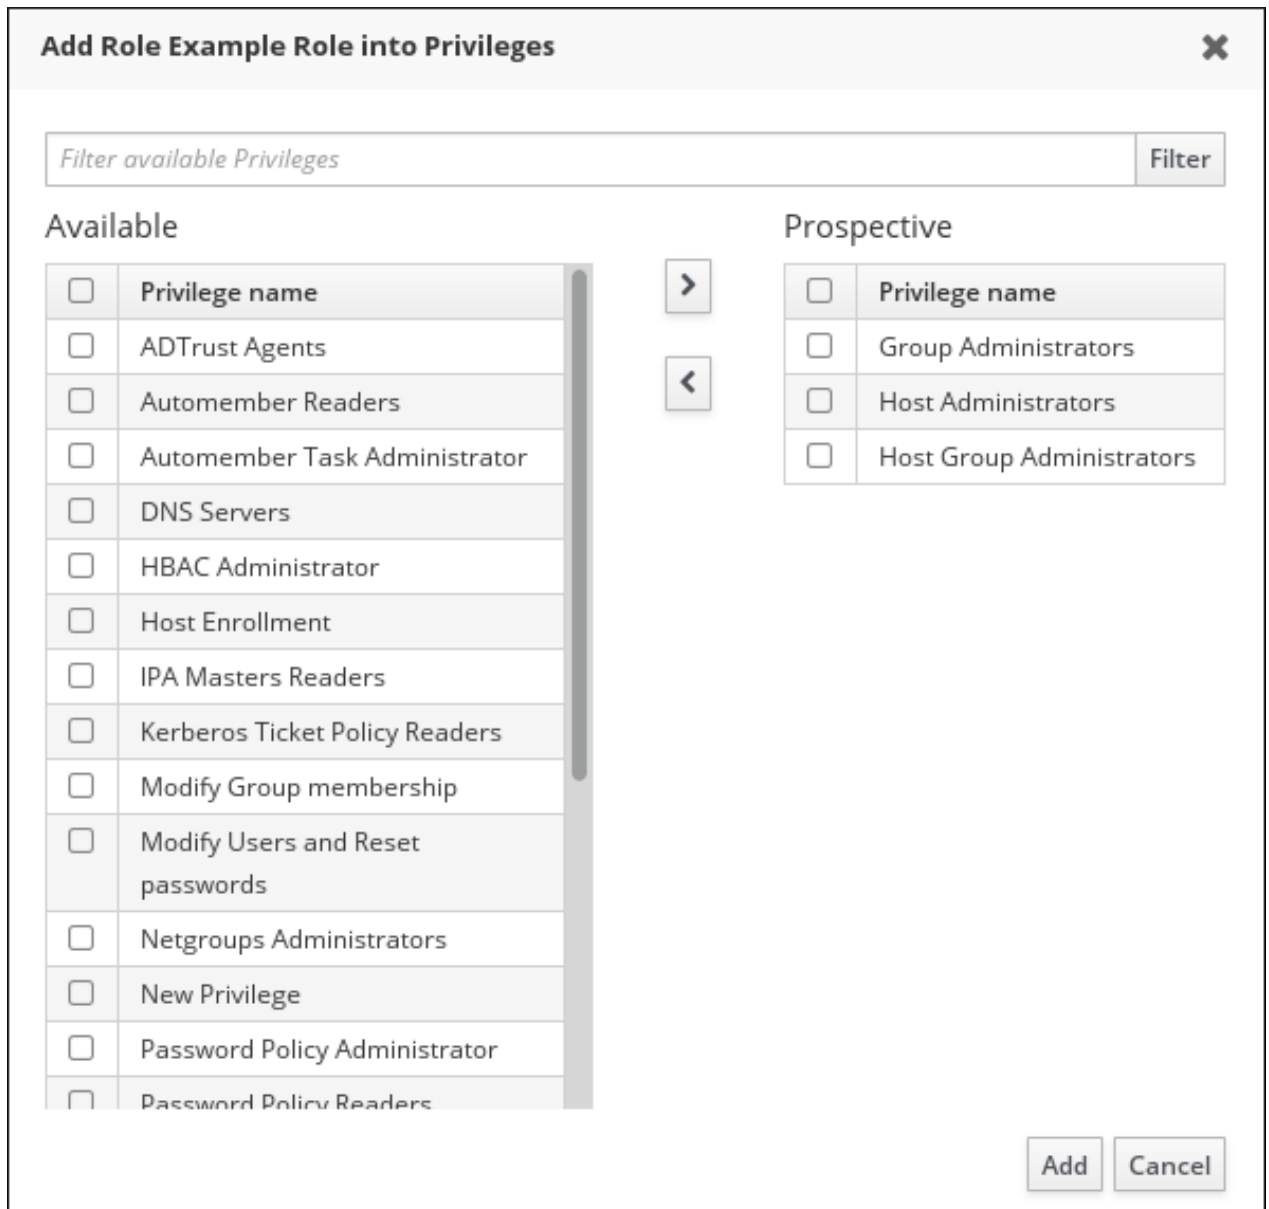 Add Role Example Role into Privileges
Filter available Privileges
Filter
Available
Prospective
Privilege name
Privilege name
ADTrust Agents
Group Administrators
Automember Readers
Host Administrators
Automember Task Administrator
Host Group Administrators
DNS Servers
HBAC Administrator
Host Enrollment
IPA Masters Readers
Kerberos Ticket Policy Readers
Modify Group membership
Modify Users and Reset
passwords
Netgroups Administrators
New Privilege
Password Policy Administrator
Password Policy Readers
Add
Cancel